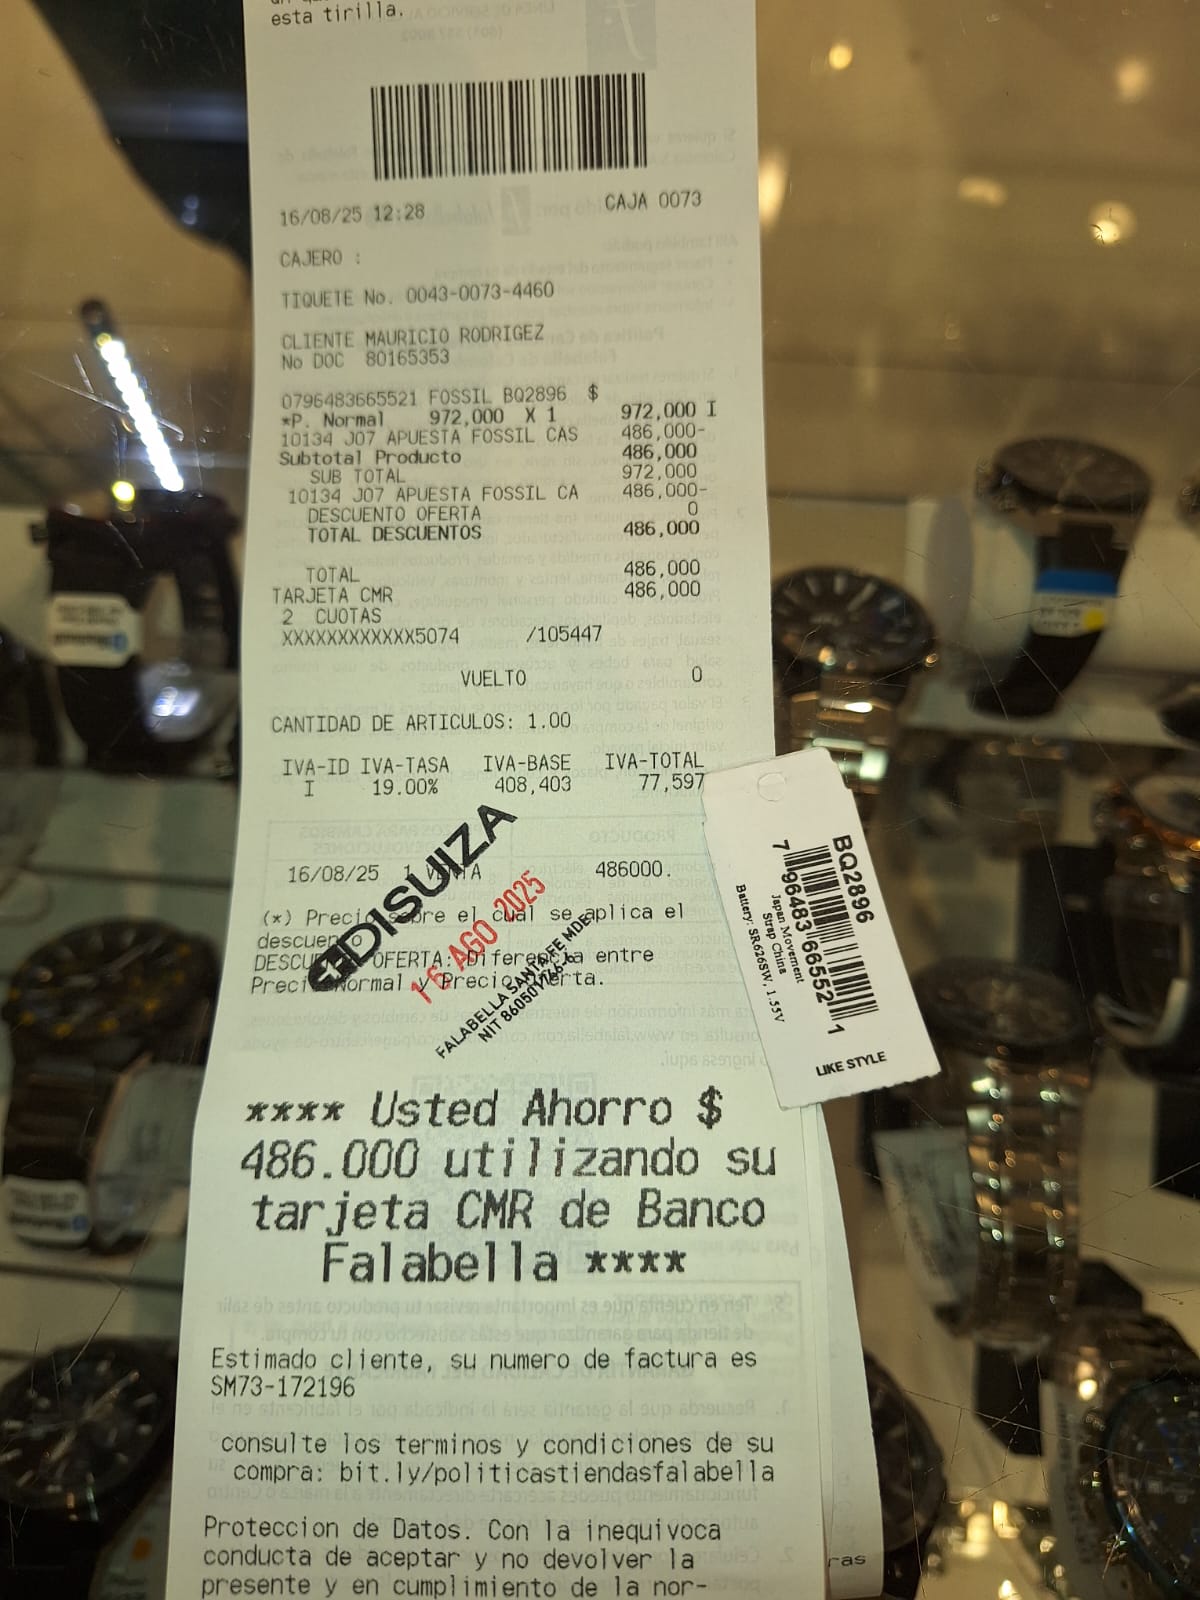 esta tirilla.
16/08/25 12:28 CAJA 0073
CAJERO :
TIQUETE No. 0043-0073-4460
CLIENTE MAURICIO RODRIGEZ
No DOC 80165353
0796483665521 FOSSIL BQ2896 $
*P. Normal 972,000 X 1 972,000 I
10134 J07 APUESTA FOSSIL CAS 486,000-
Subtotal Producto 486,000
SUB TOTAL 972,000
10134 J07 APUESTA FOSSIL CA 486,000-
DESCUENTO OFERTA 0
TOTAL DESCUENTOS 486,000
TOTAL 486,000
TARJETA CMR 486,000
2 CUOTAS
XXXXXXXXXXXX5074 /105447
VUELTO 0
CANTIDAD DE ARTICULOS: 1.00
IVA-ID IVA-TASA IVA-BASE IVA-TOTAL
I 19.00% 408,403 77,597
16/08/25 1 VENTA 486000.
(*) Precio sobre el cual se aplica el
descuento
DESCUENTO OFERTA: Diferencia entre
Precio Normal y Precio Oferta.
DISUIZA
16 AGO 2025
FALABELLA SANTAFE MDE.
**** Usted Ahorro $
486.000 utilizando su
tarjeta CMR de Banco
Falabella ****
Estimado cliente, su numero de factura es
SM73-172196
consulte los terminos y condiciones de su
compra: bit.ly/politicastiendasfalabella
Proteccion de Datos. Con la inequivoca
conducta de aceptar y no devolver la
presente y en cumplimiento de la nor-
ras
BQ2896
7 96483 66552 1
Japan Movement
Strap China
Battery: SR626SW, 1.55V
LIKE STYLE